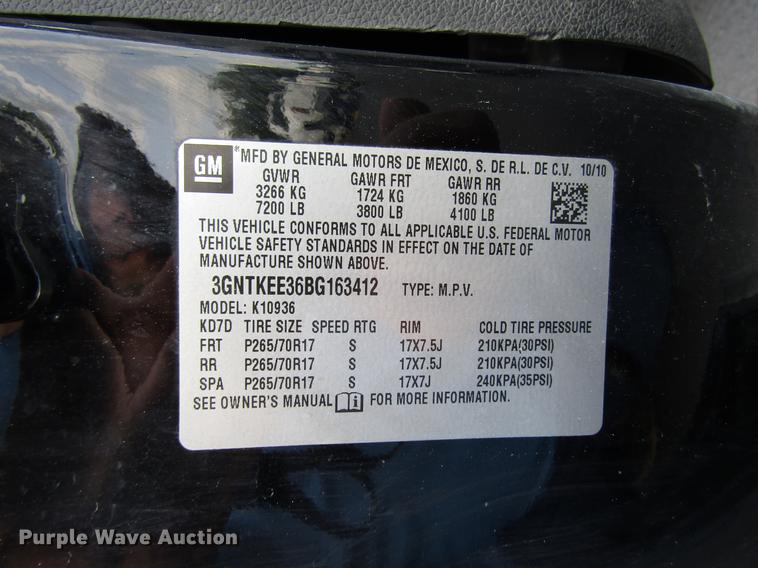 GM *MFD BY GENERAL MOTORS DE MEXICO, S. DE R.L. DE C.V. 10/10
GVWR GAWR FRT GAWR RR
3266 KG 1724 KG 1860 KG
7200 LB 3800 LB 4100 LB
THIS VEHICLE CONFORMS TO ALL APPLICABLE U.S. FEDERAL MOTOR
VEHICLE SAFETY STANDARDS IN EFFECT ON THE DATE OF
MANUFACTURE SHOWN ABOVE.
3GNTKEE36BG163412 TYPE: M.P.V.
MODEL: K10936
KD7D TIRE SIZE SPEED RTG RIM COLD TIRE PRESSURE
FRT P265/70R17 S 17X7.5J 210KPA(30PSI)
RR P265/70R17 S 17X7.5J 210KPA(30PSI)
SPA P265/70R17 S 17X7J 240KPA(35PSI)
SEE OWNER'S MANUAL i FOR MORE INFORMATION.
Purple Wave Auction